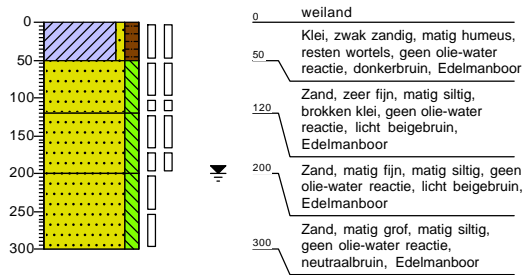 0
50
100
150
200
250
300
0 weiland
Klei, zwak zandig, matig humeus,
resten wortels, geen olie-water
50 reactie, donkerbruin, Edelmanboor
Zand, zeer fijn, matig siltig,
brokken klei, geen olie-water
120 reactie, licht beigebruin,
Edelmanboor
200 Zand, matig fijn, matig siltig, geen
olie-water reactie, licht beigebruin,
Edelmanboor
Zand, matig grof, matig siltig,
300 geen olie-water reactie,
neutraalbruin, Edelmanboor